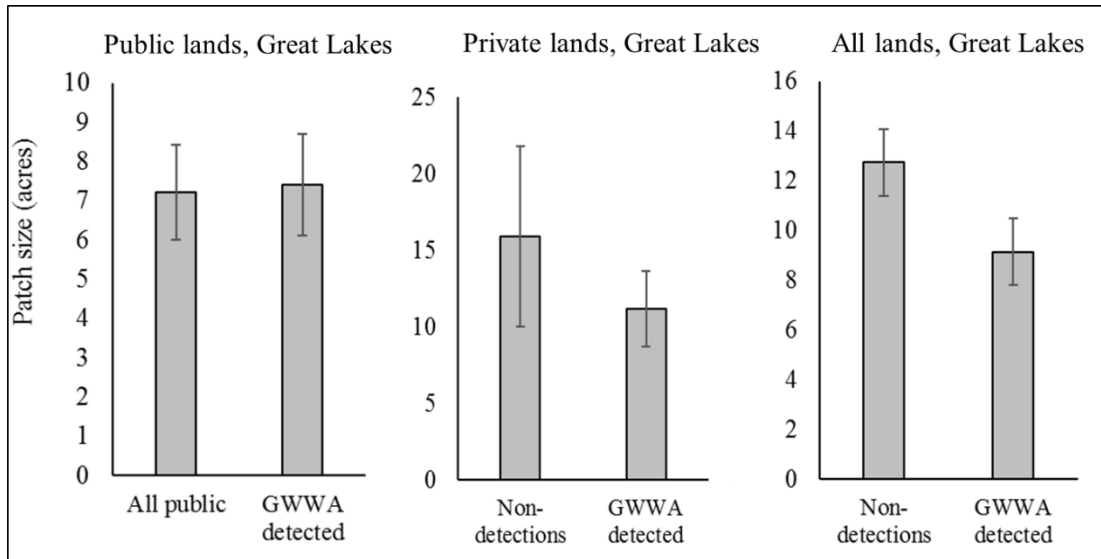 Public lands, Great Lakes
Patch size (acres)
10
9
8
7
6
5
4
3
2
1
0
All public
GWWA
detected
Private lands, Great Lakes
25
20
15
10
5
0
Non-
detections
GWWA
detected
All lands, Great Lakes
16
14
12
10
8
6
4
2
0
Non-
detections
GWWA
detected